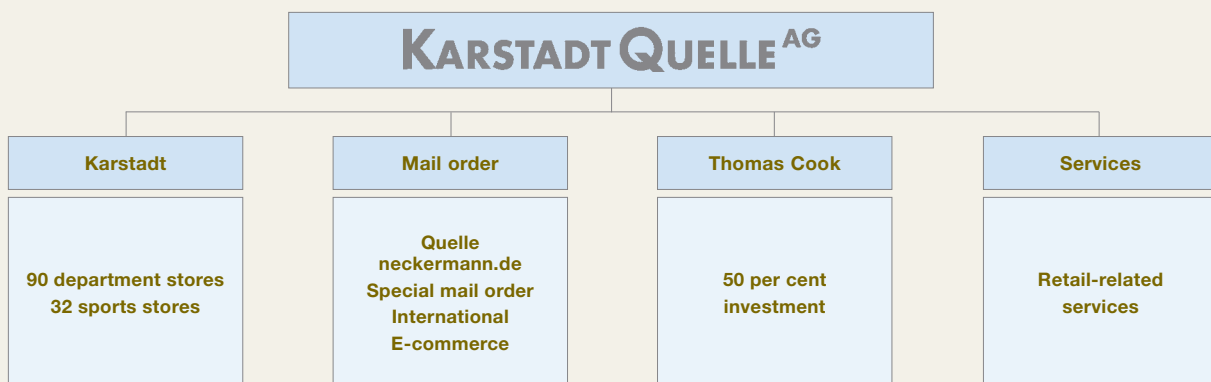 KARSTADT QUELLE AG
Karstadt
90 department stores
32 sports stores
Mail order
Quelle
neckermann.de
Special mail order
International
E-commerce
Thomas Cook
50 per cent
investment
Services
Retail-related
services